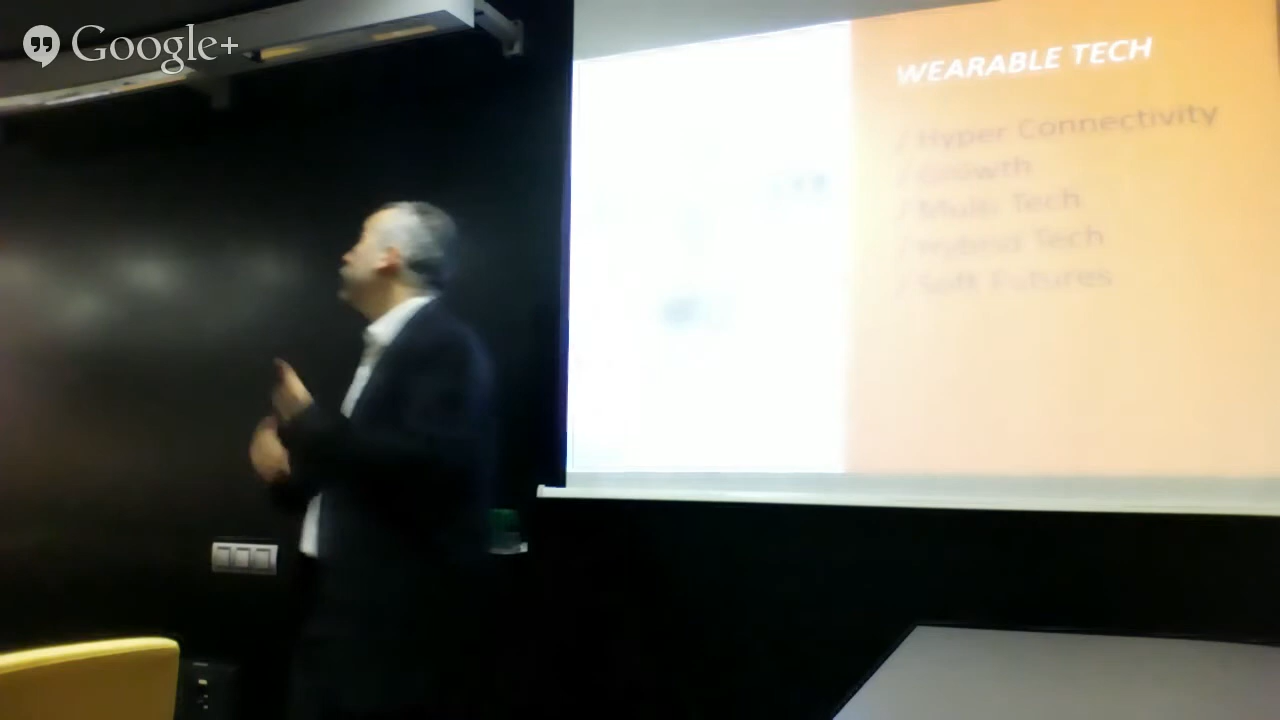 Google+
WEARABLE TECH
/ Hyper Connectivity
/ Growth
/ Multi Tech
/ Hybrid Tech
/ Soft Futures